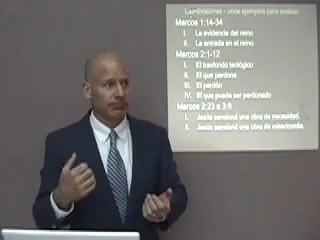 Las divisiones - unos ejemplos para evaluar
Marcos 1:14-34
I. La evidencia del reino
II. La entrada en el reino
Marcos 2:1-12
I. El trasfondo teológico
II. El que perdona
III. El perdón
IV. El que puede ser perdonado
Marcos 2:23 a 3:6
I. Jesús sancionó una obra de necesidad.
II. Jesús sancionó una obra de misericordia.